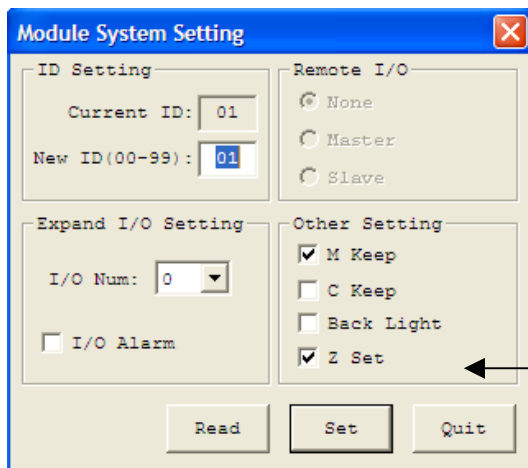 Module System Setting
ID Setting
Current ID: 01
New ID(00-99): 01
Remote I/O
None
Master
Slave
Expand I/O Setting
I/O Num: 0
I/O Alarm
Other Setting
M Keep
C Keep
Back Light
Z Set
Read Set Quit